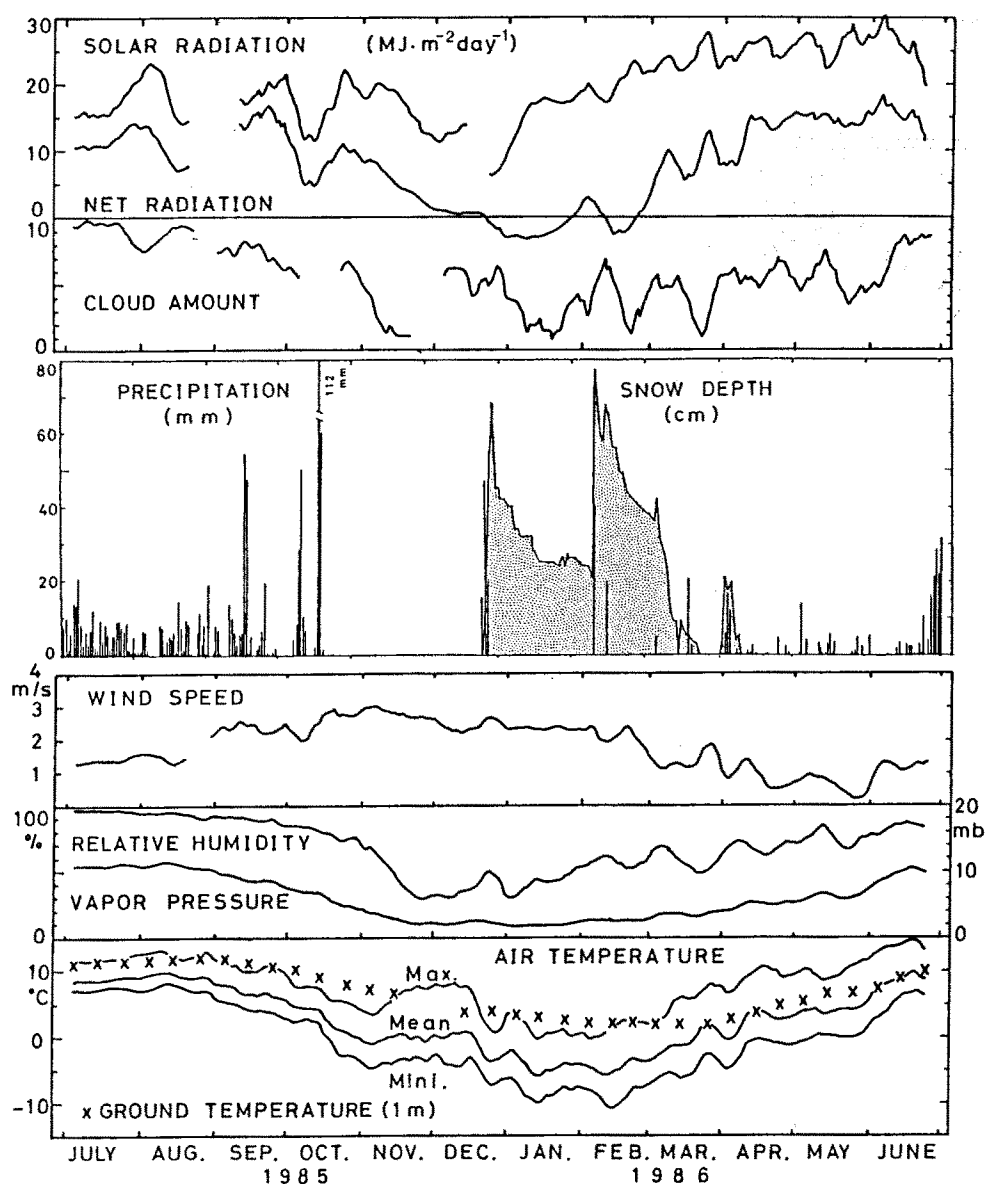 30
SOLAR RADIATION (MJ·m⁻²day⁻¹)
20
10
0
NET RADIATION
10
CLOUD AMOUNT
0
80
PRECIPITATION
(mm)
112 mm
SNOW DEPTH
(cm)
60
40
20
0
4
m/s
WIND SPEED
3
2
1
20
100
%
mb
RELATIVE HUMIDITY
10
VAPOR PRESSURE
0
0
AIR TEMPERATURE
10
°C
Max.
Mean
0
Mini.
-10
x GROUND TEMPERATURE (1m)
JULY AUG. SEP. OCT. NOV. DEC. JAN. FEB. MAR. APR. MAY JUNE
1985 1986